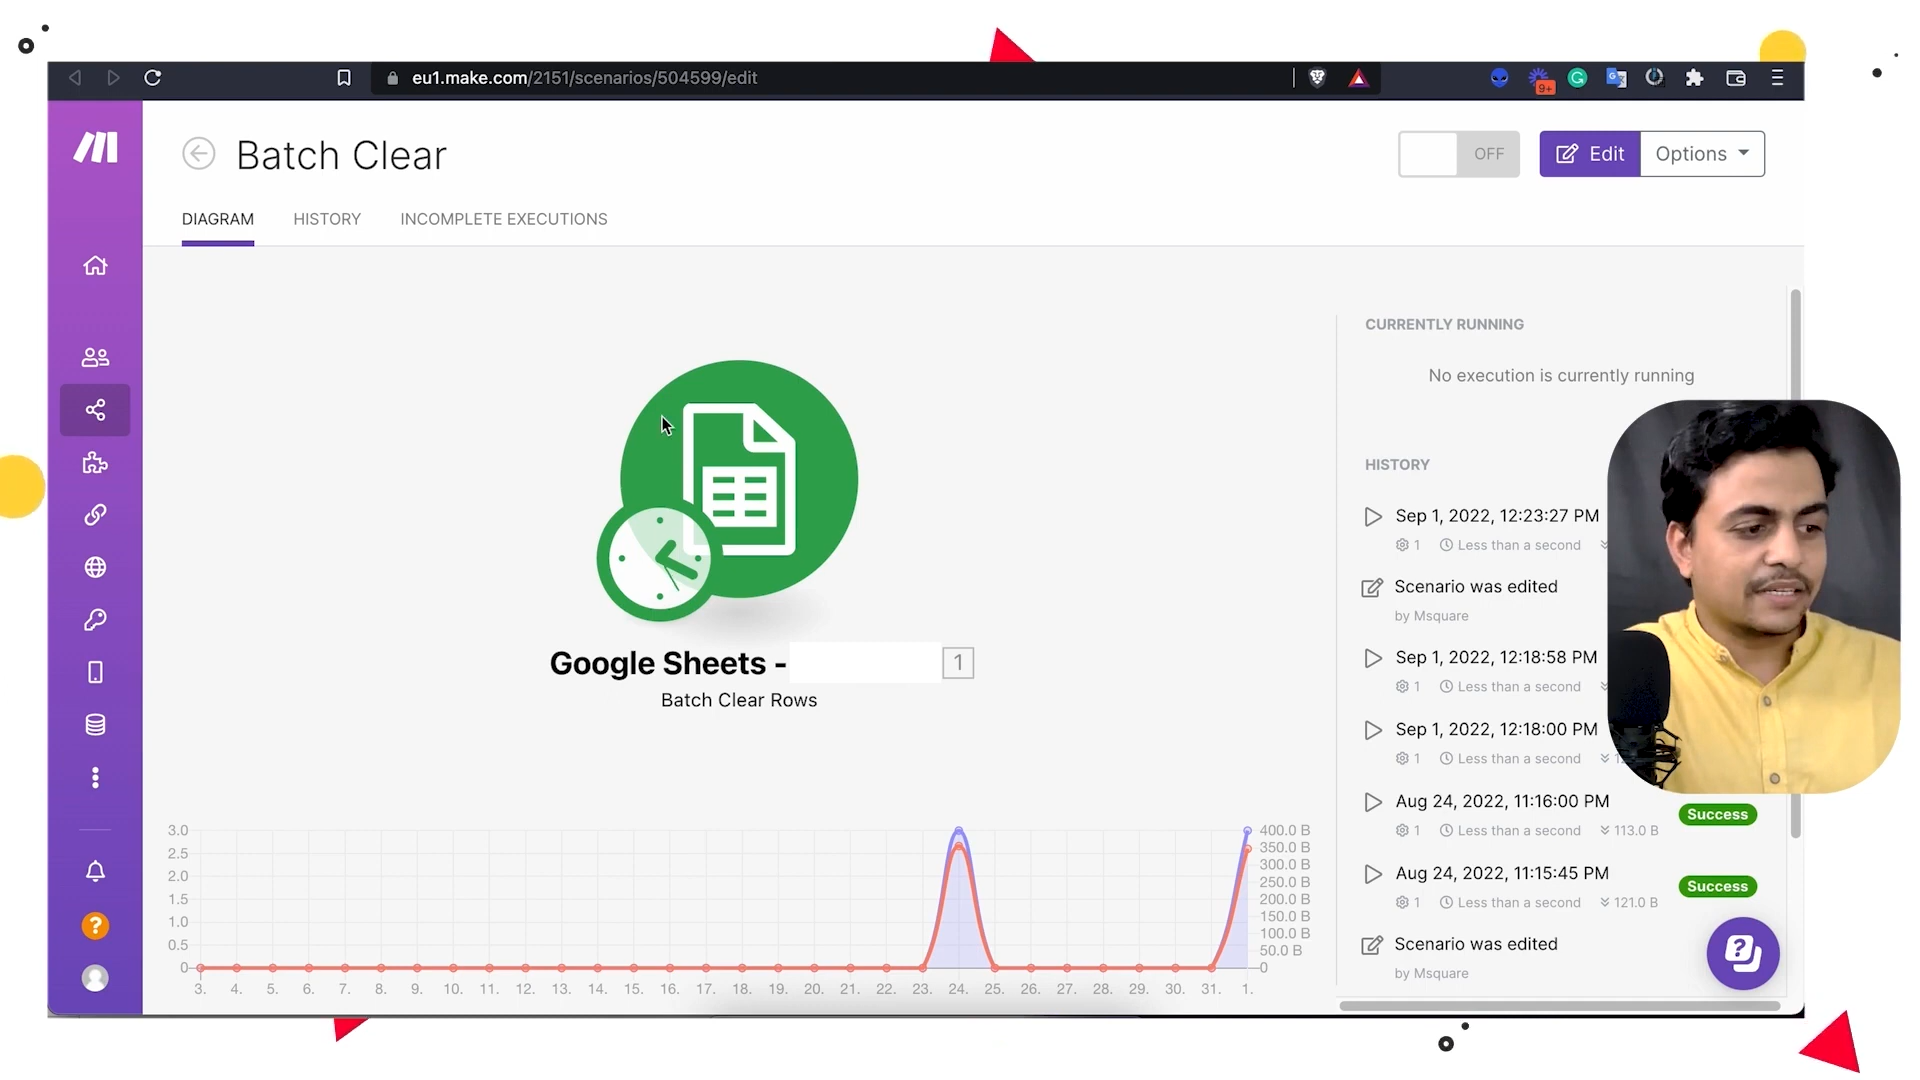 eu1.make.com/2151/scenarios/504599/edit
9+
Batch Clear
OFF
Edit
Options
DIAGRAM
HISTORY
INCOMPLETE EXECUTIONS
CURRENTLY RUNNING
No execution is currently running
HISTORY
Sep 1, 2022, 12:23:27 PM
1 Less than a second
Scenario was edited
by Msquare
Sep 1, 2022, 12:18:58 PM
1 Less than a second
Sep 1, 2022, 12:18:00 PM
1 Less than a second
Aug 24, 2022, 11:16:00 PM
Success
1 Less than a second 113.0 B
Aug 24, 2022, 11:15:45 PM
Success
1 Less than a second 121.0 B
Scenario was edited
by Msquare
Google Sheets -
1
Batch Clear Rows
3.0
2.5
2.0
1.5
1.0
0.5
0
400.0 B
350.0 B
300.0 B
250.0 B
200.0 B
150.0 B
100.0 B
50.0 B
0
3. 4. 5. 6. 7. 8. 9. 10. 11. 12. 13. 14. 15. 16. 17. 18. 19. 20. 21. 22. 23. 24. 25. 26. 27. 28. 29. 30. 31. 1.
?
?